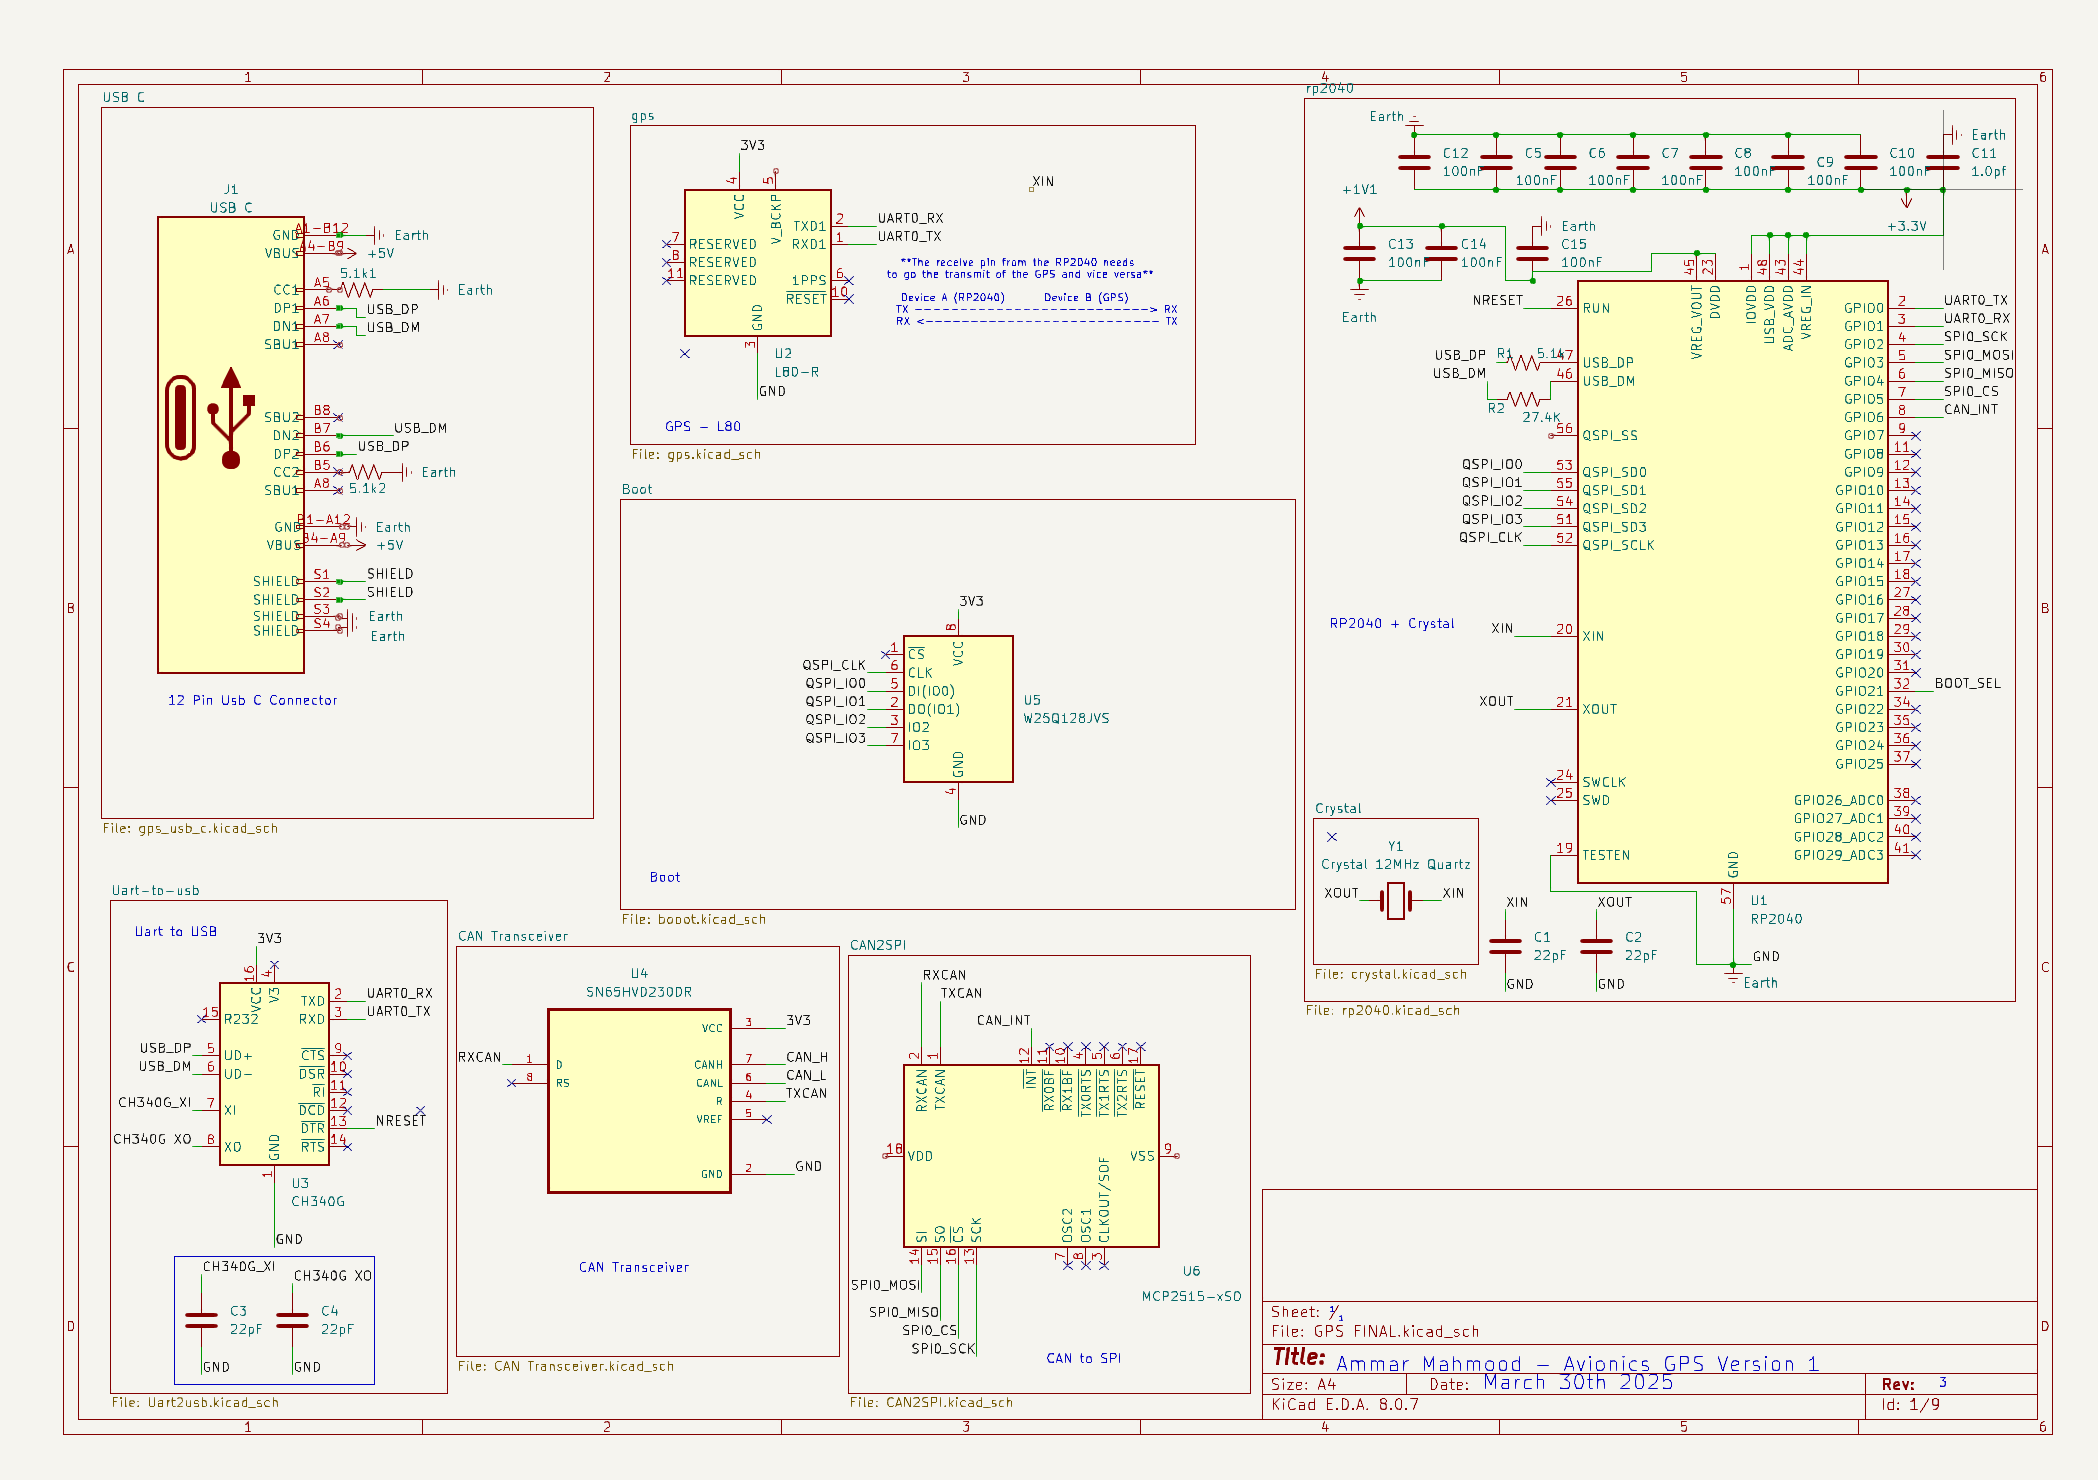 1 2 3 4 5 6
A
B
C
D
USB C
J1
USB C
GND A1-B12 Earth
VBUS A4-B9 +5V
5.1k1
CC1 A5 Earth
DP1 A6 USB_DP
DN1 A7 USB_DM
SBU1 A8
SBU2 B8
DN2 B7 USB_DM
DP2 B6 USB_DP
CC2 B5 Earth
SBU1 A8 5.1k2
GND B1-A12 Earth
VBUS B4-A9 +5V
SHIELD S1 SHIELD
SHIELD S2 SHIELD
SHIELD S3 Earth
SHIELD S4 Earth
12 Pin Usb C Connector
File: gps_usb_c.kicad_sch
gps
3V3
4 5
VCC V_BCKP
XIN
TXD1 2 UART0_RX
RXD1 1 UART0_TX
7 RESERVED
8 RESERVED
11 RESERVED
1PPS 6
RESET 10
GND
3
U2
L80-R
GND
**The receive pin from the RP2040 needs
to go the transmit of the GPS and vice versa**
Device A (RP2040) Device B (GPS)
TX ----------------------------> RX
RX <---------------------------- TX
GPS - L80
File: gps.kicad_sch
Boot
3V3
8
VCC
1 CS
QSPI_CLK 6 CLK
QSPI_IO0 5 DI(IO0)
QSPI_IO1 2 DO(IO1)
QSPI_IO2 3 IO2
QSPI_IO3 7 IO3
U5
W25Q128JVS
GND
4
GND
Boot
File: booot.kicad_sch
rp2040
Earth
C12 100nF
C5 100nF
C6 100nF
C7 100nF
C8 100nF
C9 100nF
C10 100nF
Earth
C11 1.0pf
+1V1
+3.3V
C13 100nF
C14 100nF
Earth
C15 100nF
Earth
45 23 1 48 43 44
VREG_VOUT DVDD IOVDD USB_VDD ADC_AVDD VREG_IN
NRESET 26 RUN
USB_DP R1 5.1k 47 USB_DP
USB_DM 46 USB_DM
R2 27.4K
56 QSPI_SS
QSPI_IO0 53 QSPI_SD0
QSPI_IO1 55 QSPI_SD1
QSPI_IO2 54 QSPI_SD2
QSPI_IO3 51 QSPI_SD3
QSPI_CLK 52 QSPI_SCLK
RP2040 + Crystal
XIN 20 XIN
XOUT 21 XOUT
24 SWCLK
25 SWD
19 TESTEN
GPIO0 2 UART0_TX
GPIO1 3 UART0_RX
GPIO2 4 SPI0_SCK
GPIO3 5 SPI0_MOSI
GPIO4 6 SPI0_MISO
GPIO5 7 SPI0_CS
GPIO6 8 CAN_INT
GPIO7 9
GPIO8 11
GPIO9 12
GPIO10 13
GPIO11 14
GPIO12 15
GPIO13 16
GPIO14 17
GPIO15 18
GPIO16 27
GPIO17 28
GPIO18 29
GPIO19 30
GPIO20 31
GPIO21 32 BOOT_SEL
GPIO22 34
GPIO23 35
GPIO24 36
GPIO25 37
GPIO26_ADC0 38
GPIO27_ADC1 39
GPIO28_ADC2 40
GPIO29_ADC3 41
GND
57
U1
RP2040
GND
Earth
Crystal
Y1
Crystal 12MHz Quartz
XOUT XIN
File: crystal.kicad_sch
XIN
C1
22pF
GND
XOUT
C2
22pF
GND
File: rp2040.kicad_sch
Uart-to-usb
Uart to USB
3V3
16 4
VCC V3
15 R232
USB_DP 5 UD+
USB_DM 6 UD-
CH340G_XI 7 XI
CH340G XO 8 XO
TXD 2 UART0_RX
RXD 3 UART0_TX
CTS 9
DSR 10
RI 11
DCD 12
DTR 13 NRESET
RTS 14
GND
1
U3
CH340G
GND
CH340G_XI
CH340G XO
C3
22pF
C4
22pF
GND
GND
File: Uart2usb.kicad_sch
CAN Transceiver
U4
SN65HVD230DR
RXCAN 1 D
8 RS
VCC 3 3V3
CANH 7 CAN_H
CANL 6 CAN_L
R 4 TXCAN
VREF 5
GND 2 GND
CAN Transceiver
File: CAN Transceiver.kicad_sch
CAN2SPI
RXCAN
TXCAN
CAN_INT
2 1 12 11 10 4 5 6 17
RXCAN TXCAN INT RX0BF RX1BF TX0RTS TX1RTS TX2RTS RESET
18 VDD
VSS 9
SI SO CS SCK OSC2 OSC1 CLKOUT/SOF
14 15 16 13 7 8 3
SPI0_MOSI
SPI0_MISO
SPI0_CS
SPI0_SCK
U6
MCP2515-xSO
CAN to SPI
File: CAN2SPI.kicad_sch
Sheet: 1/1
File: GPS FINAL.kicad_sch
Title: Ammar Mahmood - Avionics GPS Version 1
Size: A4 Date: March 30th 2025 Rev: 3
KiCad E.D.A. 8.0.7 Id: 1/9
A
B
C
D
1 2 3 4 5 6